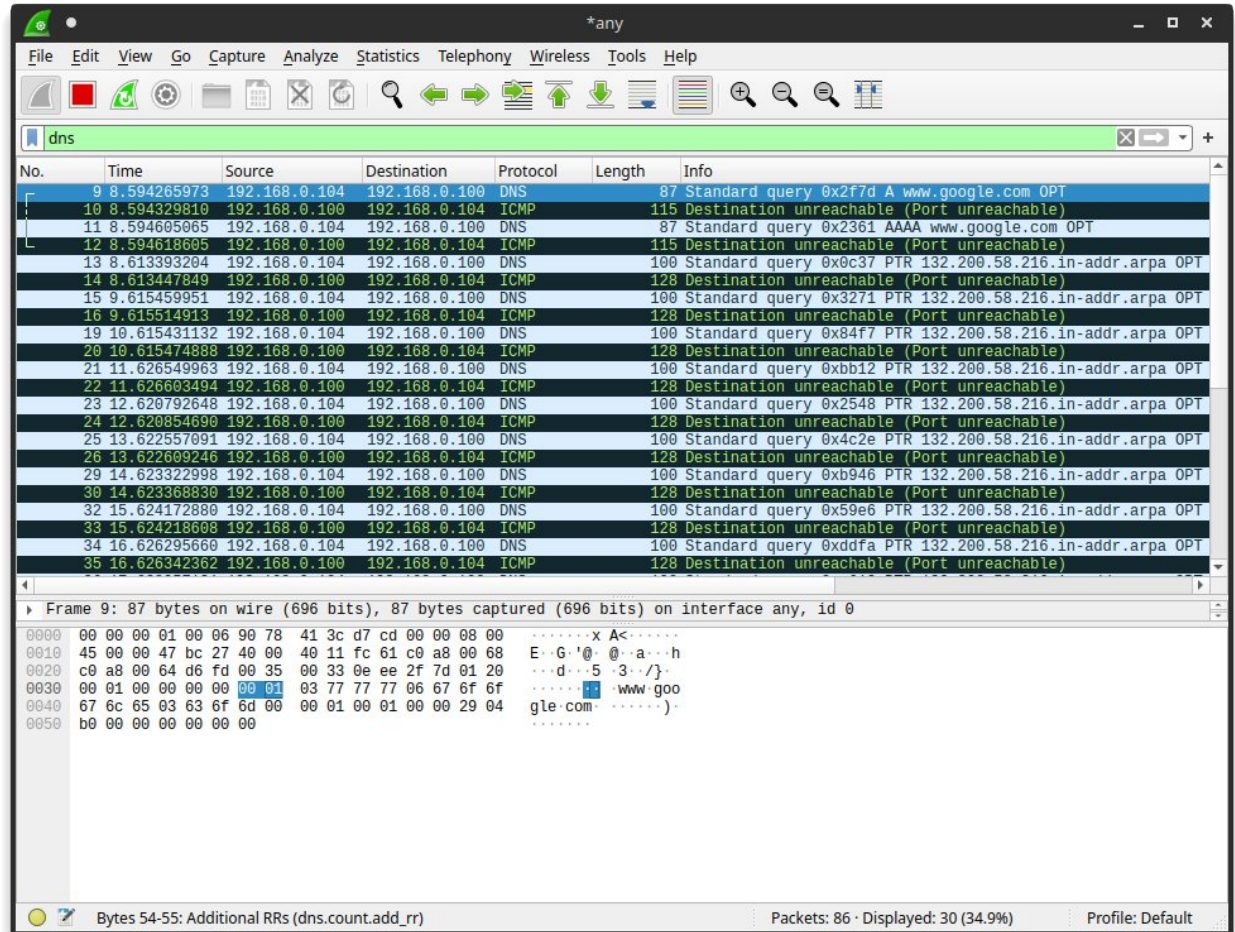 *any
File Edit View Go Capture Analyze Statistics Telephony Wireless Tools Help
dns
No. Time Source Destination Protocol Length Info
9 8.594265973 192.168.0.104 192.168.0.100 DNS 87 Standard query 0x2f7d A www.google.com OPT
10 8.594329810 192.168.0.100 192.168.0.104 ICMP 115 Destination unreachable (Port unreachable)
11 8.594605065 192.168.0.104 192.168.0.100 DNS 87 Standard query 0x2361 AAAA www.google.com OPT
12 8.594618605 192.168.0.100 192.168.0.104 ICMP 115 Destination unreachable (Port unreachable)
13 8.613393204 192.168.0.104 192.168.0.100 DNS 100 Standard query 0x0c37 PTR 132.200.58.216.in-addr.arpa OPT
14 8.613447849 192.168.0.100 192.168.0.104 ICMP 128 Destination unreachable (Port unreachable)
15 9.615459951 192.168.0.104 192.168.0.100 DNS 100 Standard query 0x3271 PTR 132.200.58.216.in-addr.arpa OPT
16 9.615514913 192.168.0.100 192.168.0.104 ICMP 128 Destination unreachable (Port unreachable)
19 10.615431132 192.168.0.104 192.168.0.100 DNS 100 Standard query 0x84f7 PTR 132.200.58.216.in-addr.arpa OPT
20 10.615474888 192.168.0.100 192.168.0.104 ICMP 128 Destination unreachable (Port unreachable)
21 11.626549963 192.168.0.104 192.168.0.100 DNS 100 Standard query 0xbb12 PTR 132.200.58.216.in-addr.arpa OPT
22 11.626603494 192.168.0.100 192.168.0.104 ICMP 128 Destination unreachable (Port unreachable)
23 12.620792648 192.168.0.104 192.168.0.100 DNS 100 Standard query 0x2548 PTR 132.200.58.216.in-addr.arpa OPT
24 12.620854690 192.168.0.100 192.168.0.104 ICMP 128 Destination unreachable (Port unreachable)
25 13.622557091 192.168.0.104 192.168.0.100 DNS 100 Standard query 0x4c2e PTR 132.200.58.216.in-addr.arpa OPT
26 13.622609246 192.168.0.100 192.168.0.104 ICMP 128 Destination unreachable (Port unreachable)
29 14.623322998 192.168.0.104 192.168.0.100 DNS 100 Standard query 0xb946 PTR 132.200.58.216.in-addr.arpa OPT
30 14.623368830 192.168.0.100 192.168.0.104 ICMP 128 Destination unreachable (Port unreachable)
32 15.624172880 192.168.0.104 192.168.0.100 DNS 100 Standard query 0x59e6 PTR 132.200.58.216.in-addr.arpa OPT
33 15.624218608 192.168.0.100 192.168.0.104 ICMP 128 Destination unreachable (Port unreachable)
34 16.626295660 192.168.0.104 192.168.0.100 DNS 100 Standard query 0xddfa PTR 132.200.58.216.in-addr.arpa OPT
35 16.626342362 192.168.0.100 192.168.0.104 ICMP 128 Destination unreachable (Port unreachable)
Frame 9: 87 bytes on wire (696 bits), 87 bytes captured (696 bits) on interface any, id 0
0000 00 00 00 01 00 06 90 78 41 3c d7 cd 00 00 08 00 ·······x A<······
0010 45 00 00 47 bc 27 40 00 40 11 fc 61 c0 a8 00 68 E··G·'@· @··a···h
0020 c0 a8 00 64 d6 fd 00 35 00 33 0e ee 2f 7d 01 20 ···d···5 ·3··/}·
0030 00 01 00 00 00 00 00 01 03 77 77 77 06 67 6f 6f ········ ·www·goo
0040 67 6c 65 03 63 6f 6d 00 00 01 00 01 00 00 29 04 gle·com· ······)·
0050 b0 00 00 00 00 00 00 ·······
Bytes 54-55: Additional RRs (dns.count.add_rr) Packets: 86 · Displayed: 30 (34.9%) Profile: Default